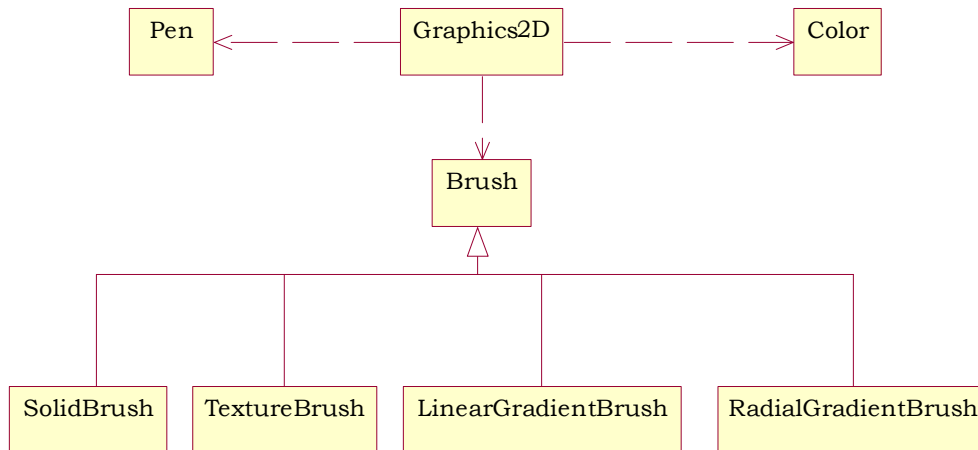 Pen
Graphics2D
Color
Brush
SolidBrush
TextureBrush
LinearGradientBrush
RadialGradientBrush